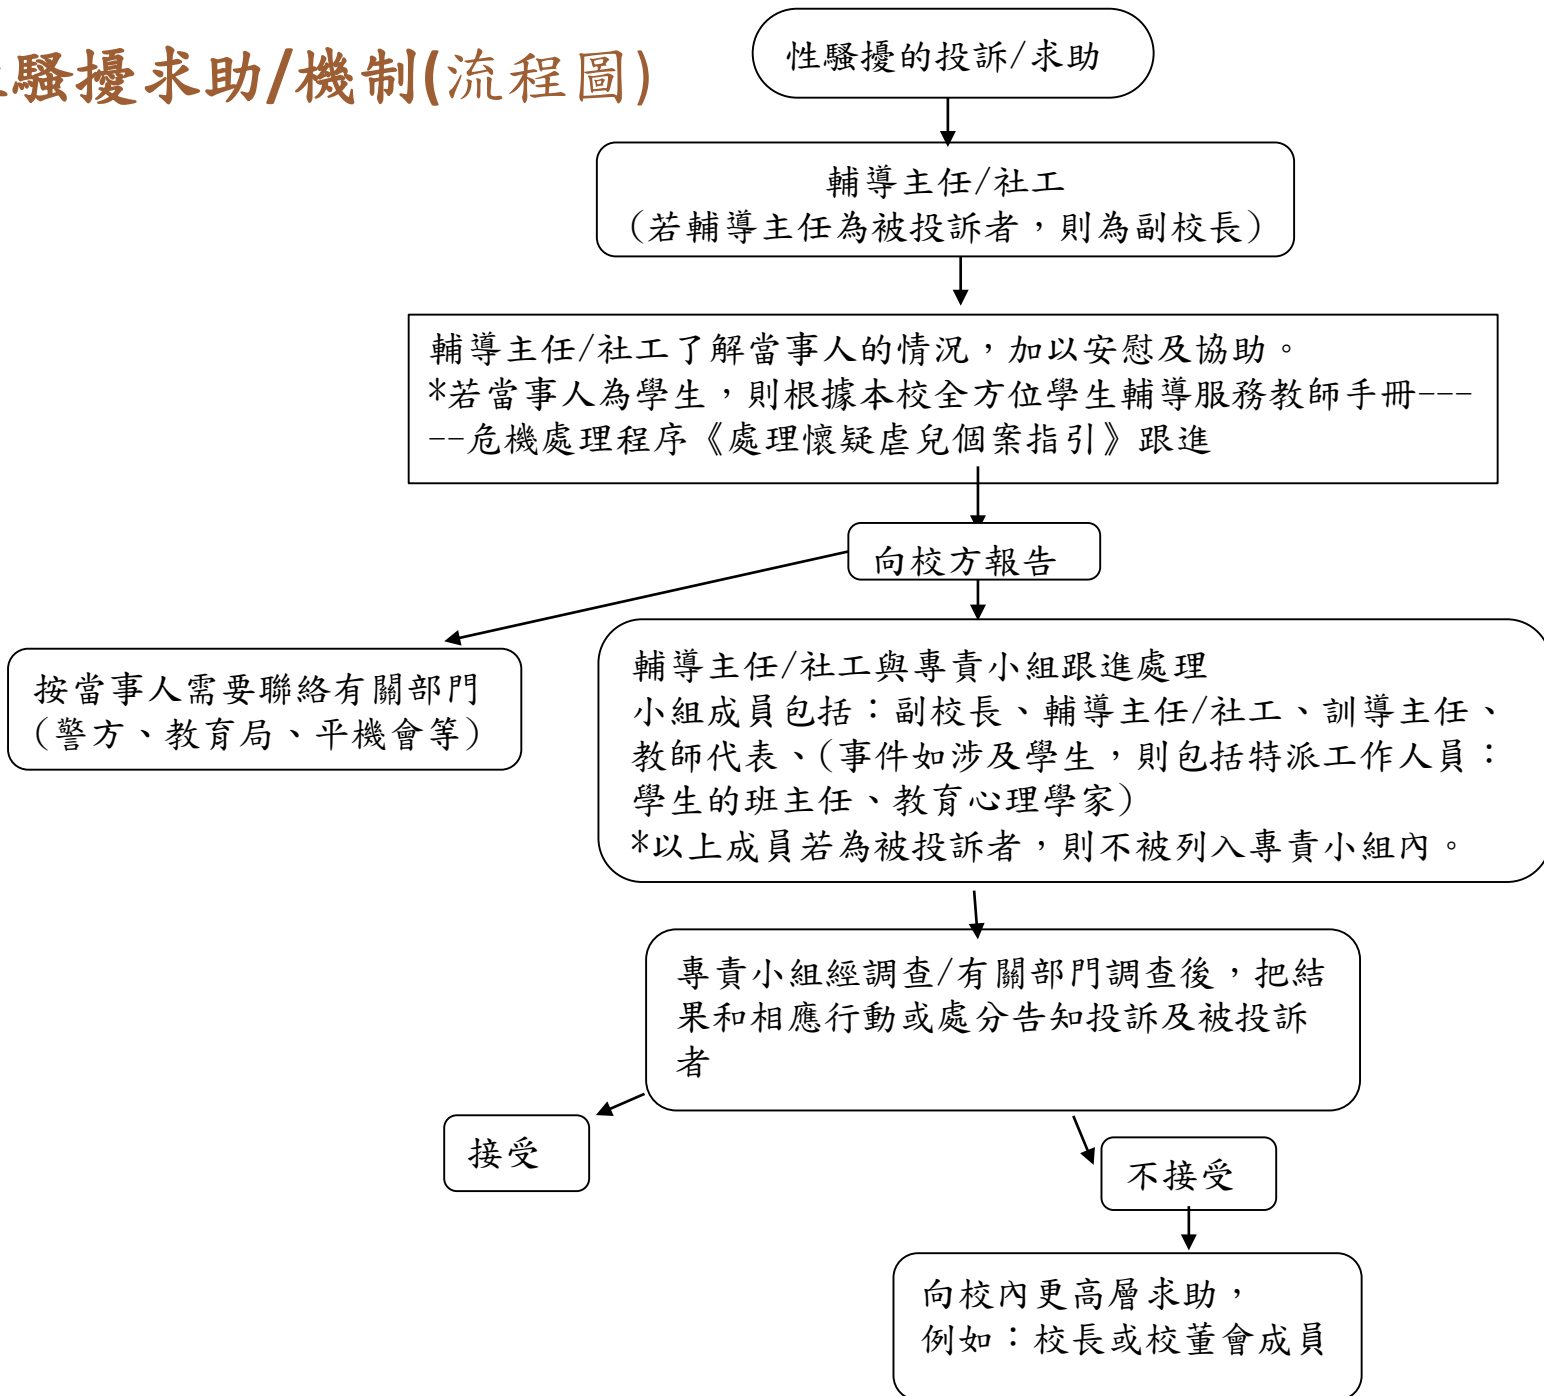 騷擾求助/機制(流程圖)
性騷擾的投訴/求助
輔導主任/社工
(若輔導主任為被投訴者，則為副校長)
輔導主任/社工了解當事人的情況，加以安慰及協助。
*若當事人為學生，則根據本校全方位學生輔導服務教師手冊---
--危機處理程序《處理懷疑虐兒個案指引》跟進
向校方報告
按當事人需要聯絡有關部門
(警方、教育局、平機會等)
輔導主任/社工與專責小組跟進處理
小組成員包括：副校長、輔導主任/社工、訓導主任、
教師代表、(事件如涉及學生，則包括特派工作人員：
學生的班主任、教育心理學家)
*以上成員若為被投訴者，則不被列入專責小組內。
專責小組經調查/有關部門調查後，把結
果和相應行動或處分告知投訴及被投訴
者
接受
不接受
向校內更高層求助，
例如：校長或校董會成員